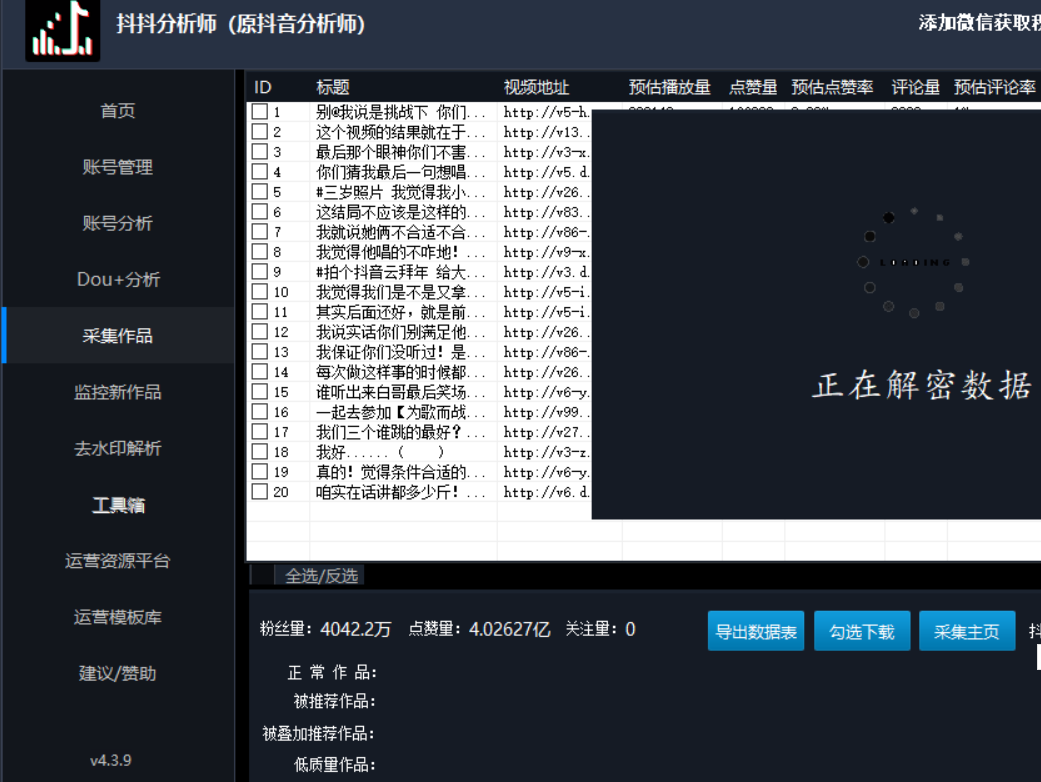 抖抖分析师（原抖音分析师）
添加微信获取
首页
账号管理
账号分析
Dou+分析
采集作品
监控新作品
去水印解析
工具箱
运营资源平台
运营模板库
建议/赞助
v4.3.9
ID 标题 视频地址 预估播放量 点赞量 预估点赞率 评论量 预估评论率
1 别@我说是挑战下 你们... http://v5-h.
2 这个视频的结果就在于... http://v13..
3 最后那个眼神你们不害... http://v3-x.
4 你们猜我最后一句想唱... http://v5.d.
5 #三岁照片 我觉得我小... http://v26..
6 这结局不应该是这样的... http://v83..
7 我就说她俩不合适不合... http://v86-.
8 我觉得他唱的不咋地！... http://v9-x.
9 #拍个抖音云拜年 给大... http://v3.d.
10 我觉得我们是不是又拿... http://v5-i.
11 其实后面还好，就是前... http://v5-i.
12 我说实话你们别满足他... http://v26..
13 我保证你们没听过！是... http://v86-.
14 每次做这样事的时候都... http://v26..
15 谁听出来白哥最后笑场... http://v6-y.
16 一起去参加【为歌而战... http://v99..
17 我们三个谁跳的最好？... http://v27..
18 我好......（　　） http://v3-z.
19 真的！觉得条件合适的... http://v6-y.
20 咱实在话讲都多少斤！... http://v6.d.
LOADING
正在解密数据
全选/反选
粉丝量：4042.2万 点赞量：4.02627亿 关注量：0
导出数据表 勾选下载 采集主页
正 常 作 品：
被推荐作品：
被叠加推荐作品：
低质量作品：